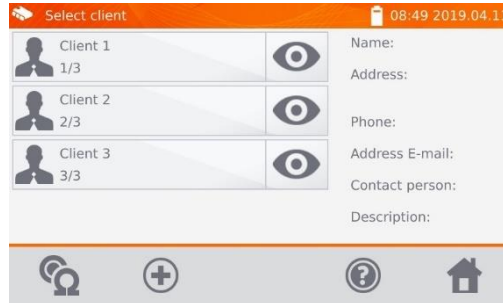 Select client
08:49 2019.04.1
Client 1
1/3
Client 2
2/3
Client 3
3/3
Name:
Address:
Phone:
Address E-mail:
Contact person:
Description: